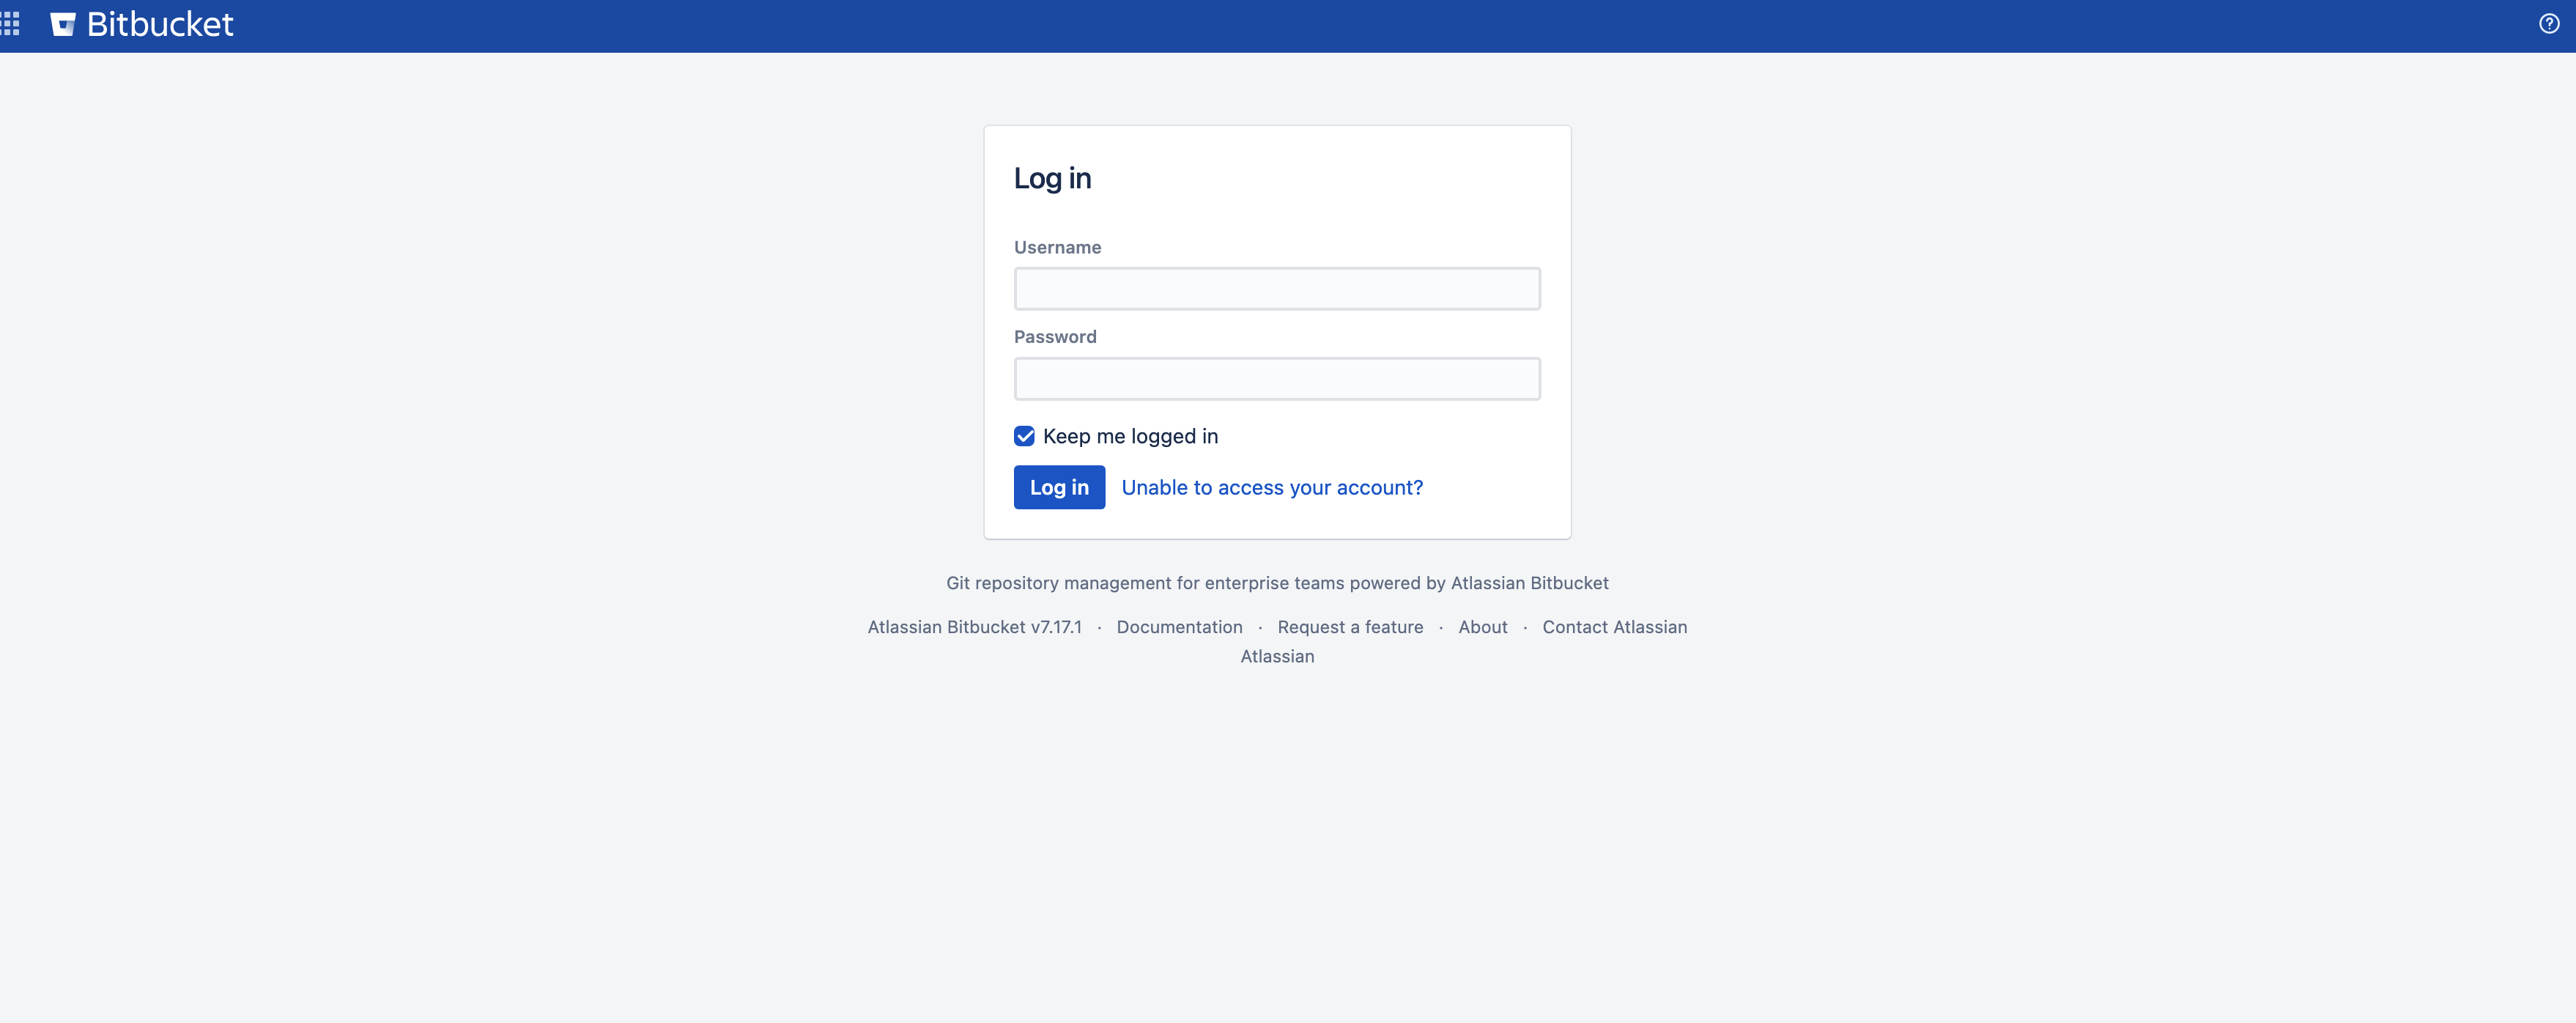 Bitbucket
Log in
Username
Password
Keep me logged in
Log in Unable to access your account?
Git repository management for enterprise teams powered by Atlassian Bitbucket
Atlassian Bitbucket v7.17.1 · Documentation · Request a feature · About · Contact Atlassian
Atlassian